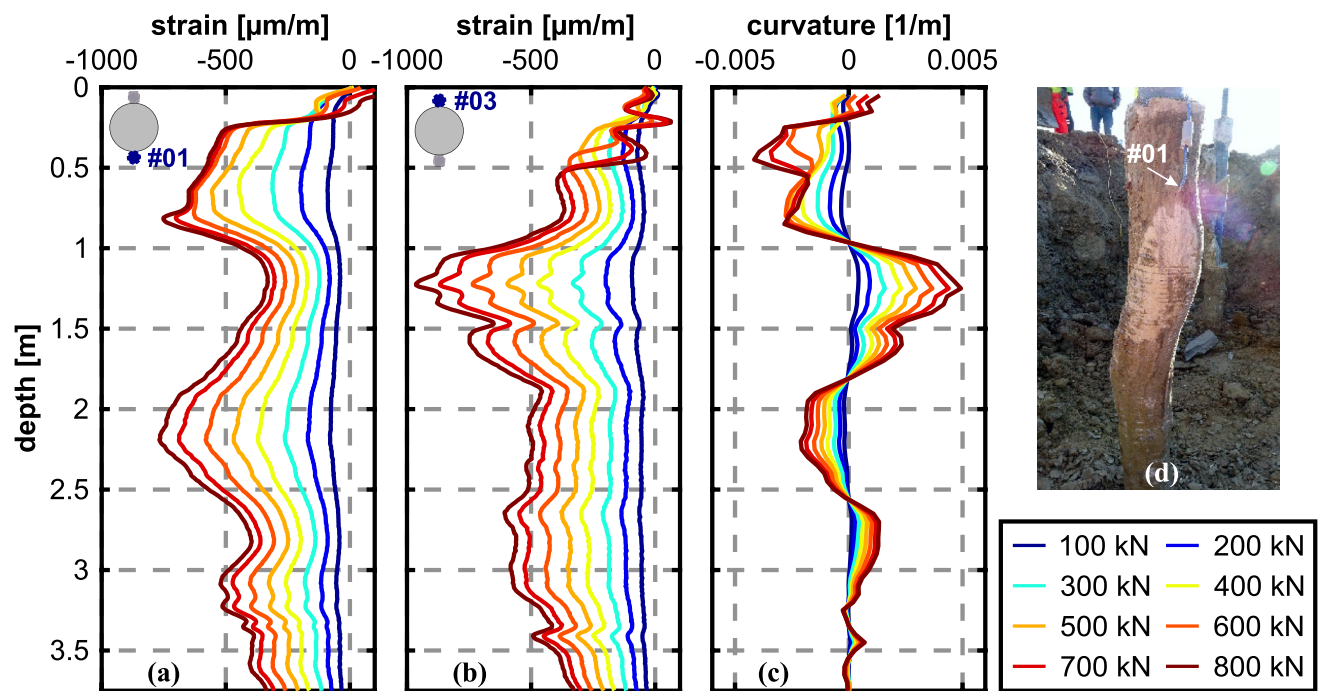 strain [µm/m]
strain [µm/m]
curvature [1/m]
-1000 -500 0
-1000 -500 0
-0.005 0 0.005
0
0.5
1
1.5
2
2.5
3
3.5
depth [m]
#01
#03
#01
(a)
(b)
(c)
(d)
100 kN 200 kN
300 kN 400 kN
500 kN 600 kN
700 kN 800 kN